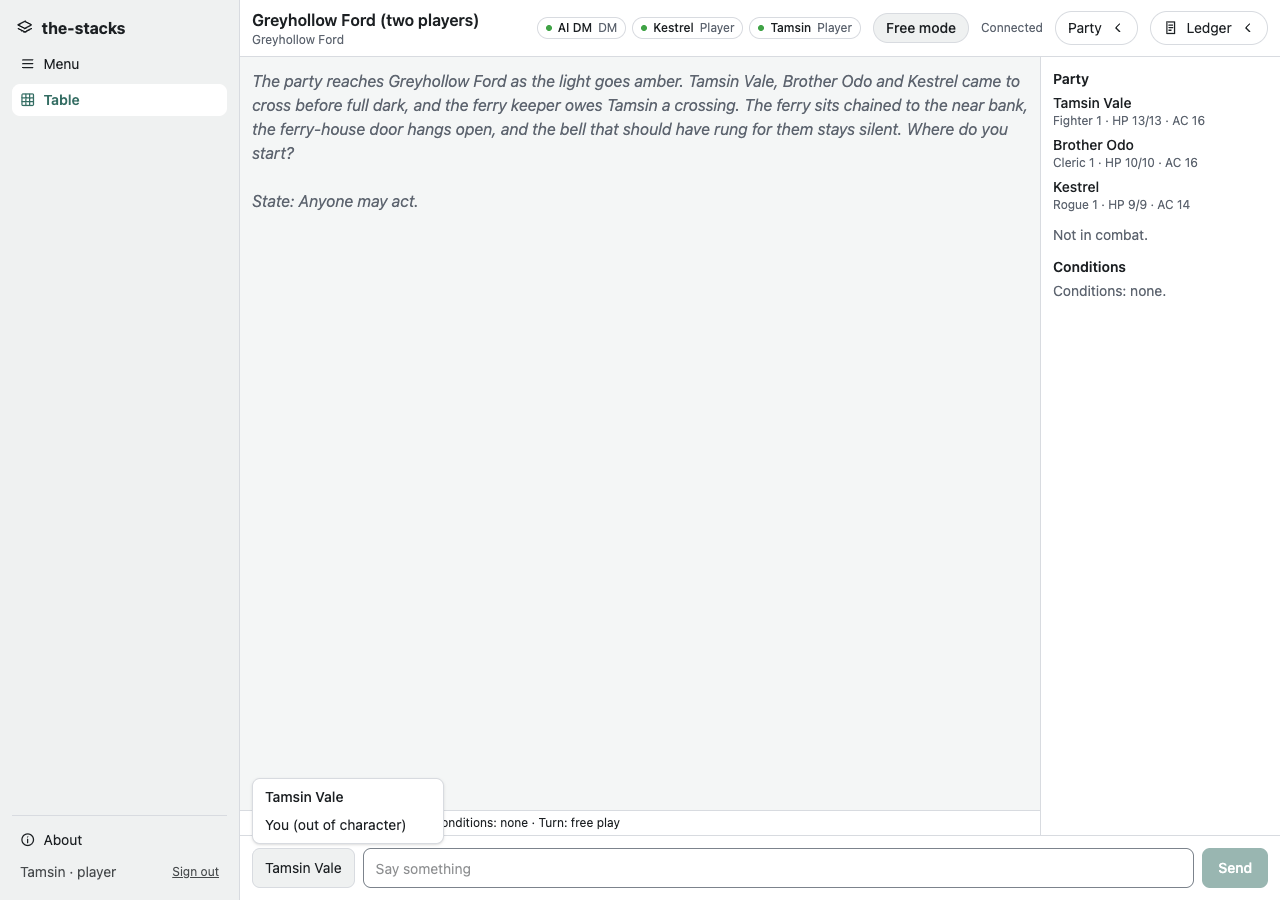 the-stacks
Menu
Table
About
Tamsin · player
Sign out
Greyhollow Ford (two players)
Greyhollow Ford
AI DM DM
Kestrel Player
Tamsin Player
Free mode
Connected
Party
Ledger
The party reaches Greyhollow Ford as the light goes amber. Tamsin Vale, Brother Odo and Kestrel came to
cross before full dark, and the ferry keeper owes Tamsin a crossing. The ferry sits chained to the near bank,
the ferry-house door hangs open, and the bell that should have rung for them stays silent. Where do you
start?
State: Anyone may act.
Tamsin Vale
You (out of character)
onditions: none · Turn: free play
Tamsin Vale
Say something
Send
Party
Tamsin Vale
Fighter 1 · HP 13/13 · AC 16
Brother Odo
Cleric 1 · HP 10/10 · AC 16
Kestrel
Rogue 1 · HP 9/9 · AC 14
Not in combat.
Conditions
Conditions: none.